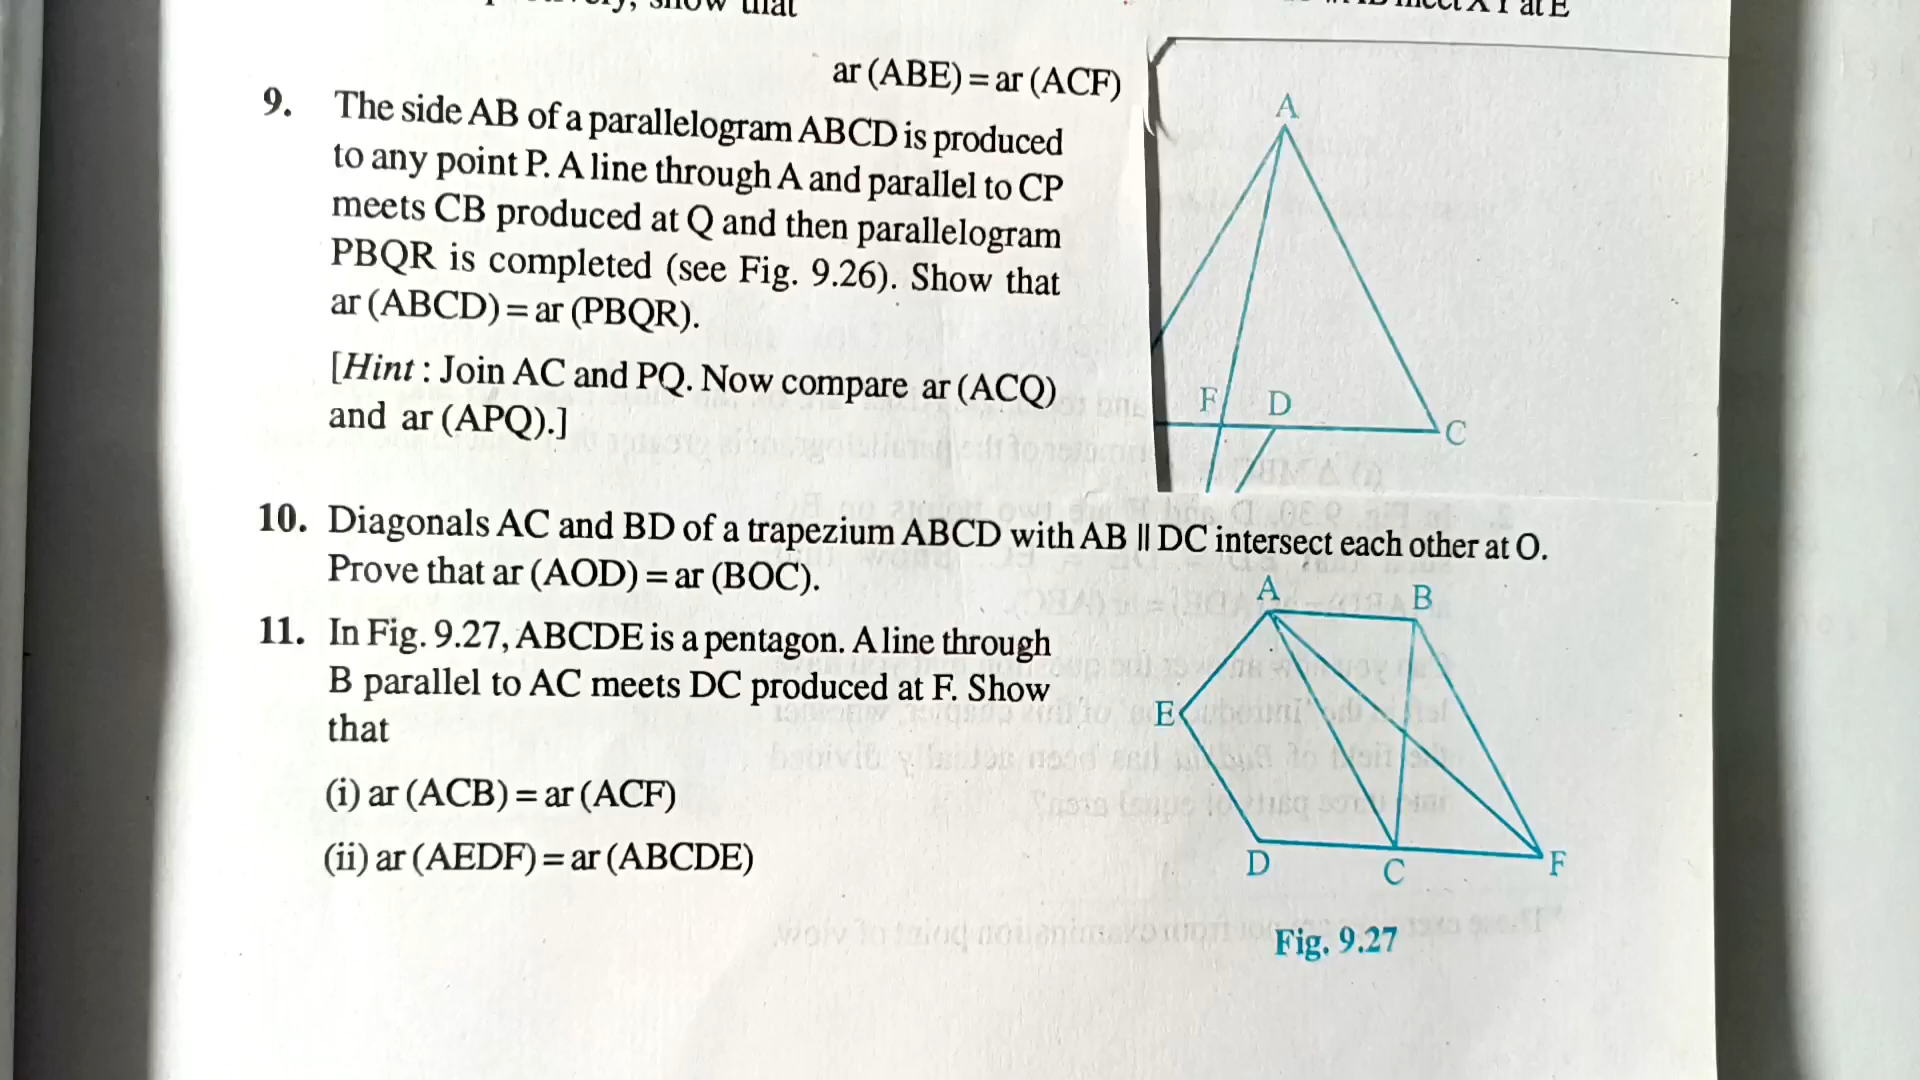 show that
at E
ar (ABE) = ar (ACF)
9. The side AB of a parallelogram ABCD is produced
to any point P. A line through A and parallel to CP
meets CB produced at Q and then parallelogram
PBQR is completed (see Fig. 9.26). Show that
ar (ABCD) = ar (PBQR).
[Hint : Join AC and PQ. Now compare ar (ACQ)
and ar (APQ).]
A
F D
C
10. Diagonals AC and BD of a trapezium ABCD with AB || DC intersect each other at O.
Prove that ar (AOD) = ar (BOC).
11. In Fig. 9.27, ABCDE is a pentagon. A line through
B parallel to AC meets DC produced at F. Show
that
(i) ar (ACB) = ar (ACF)
(ii) ar (AEDF) = ar (ABCDE)
A B
E
D C F
Fig. 9.27